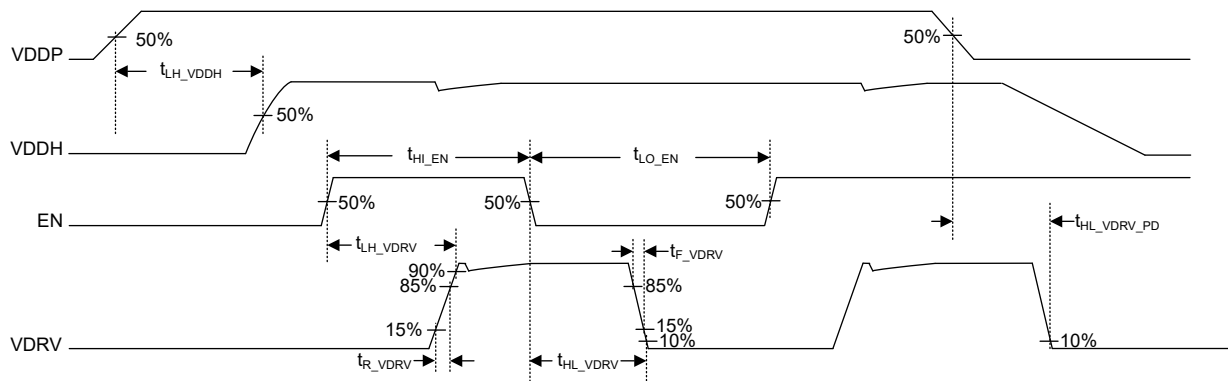 VDDP
50%
50%
tLH_VDDH
50%
VDDH
tHI_EN
tLO_EN
50%
50%
50%
EN
tLH_VDRV
tHL_VDRV_PD
90%
tF_VDRV
85%
85%
15%
15%
10%
10%
VDRV
tR_VDRV
tHL_VDRV